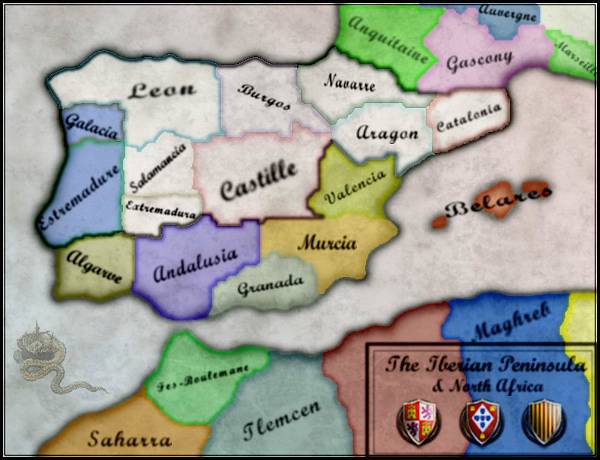 Auvergne
Anguitaine
Gascony
Marseille
Leon
Burgos
Navarre
Catalonia
Galacia
Aragon
Salamancia
Castille
Valencia
Estremadure
Extremadura
Belares
Algarve
Andalusia
Murcia
Granada
Maghreb
The Iberian Peninsula
& North Africa
Fes-Boulemane
Tlemcen
Saharra